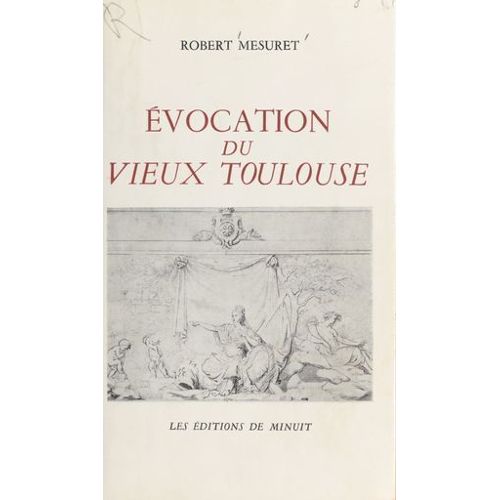 ROBERT MESURET
ÉVOCATION
DU
VIEUX TOULOUSE
LES ÉDITIONS DE MINUIT